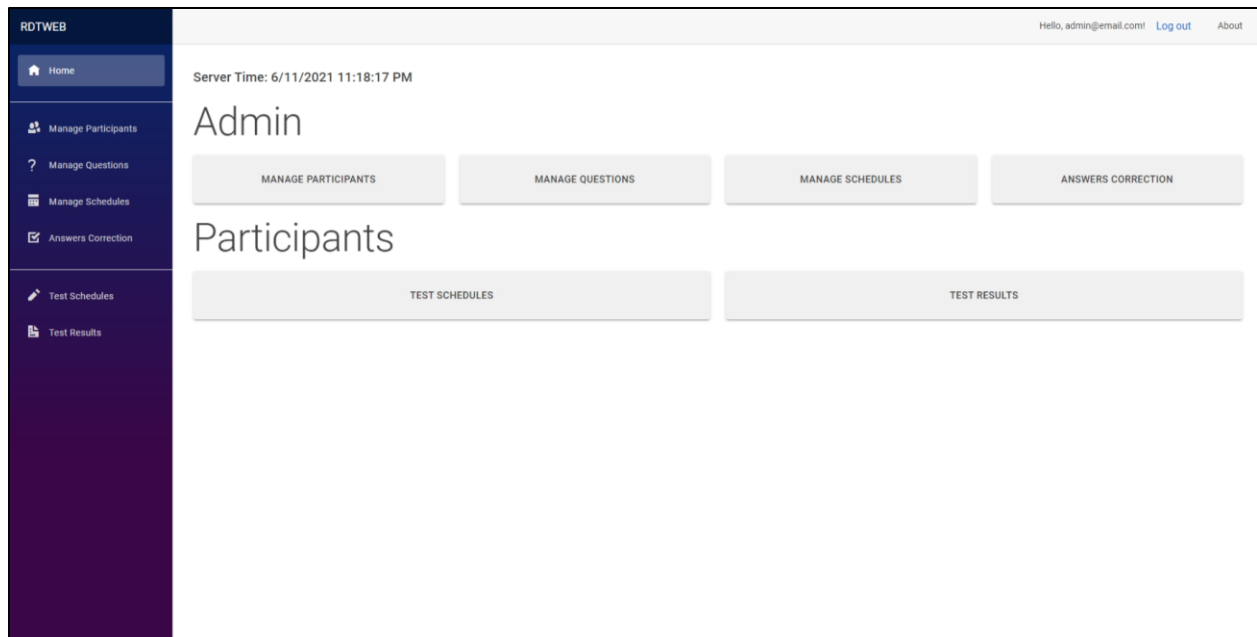 RDTWEB
Hello, admin@email.com! Log out About
Home
Manage Participants
Manage Questions
Manage Schedules
Answers Correction
Test Schedules
Test Results
Server Time: 6/11/2021 11:18:17 PM
Admin
MANAGE PARTICIPANTS MANAGE QUESTIONS MANAGE SCHEDULES ANSWERS CORRECTION
Participants
TEST SCHEDULES TEST RESULTS